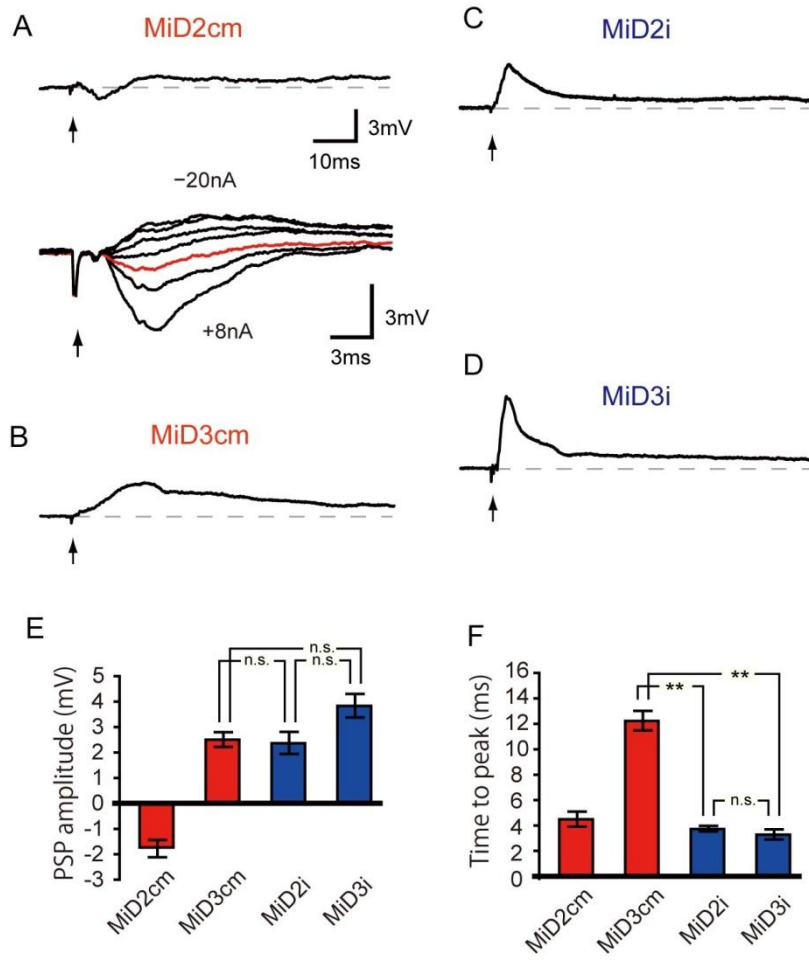 A
MiD2cm
3mV
10ms
−20nA
+8nA
3mV
3ms
B
MiD3cm
C
MiD2i
D
MiD3i
E
n.s.
n.s.
n.s.
PSP amplitude (mV)
5
4
3
2
1
0
-1
-2
-3
MiD2cm
MiD3cm
MiD2i
MiD3i
F
**
**
n.s.
Time to peak (ms)
16
14
12
10
8
6
4
2
0
MiD2cm
MiD3cm
MiD2i
MiD3i